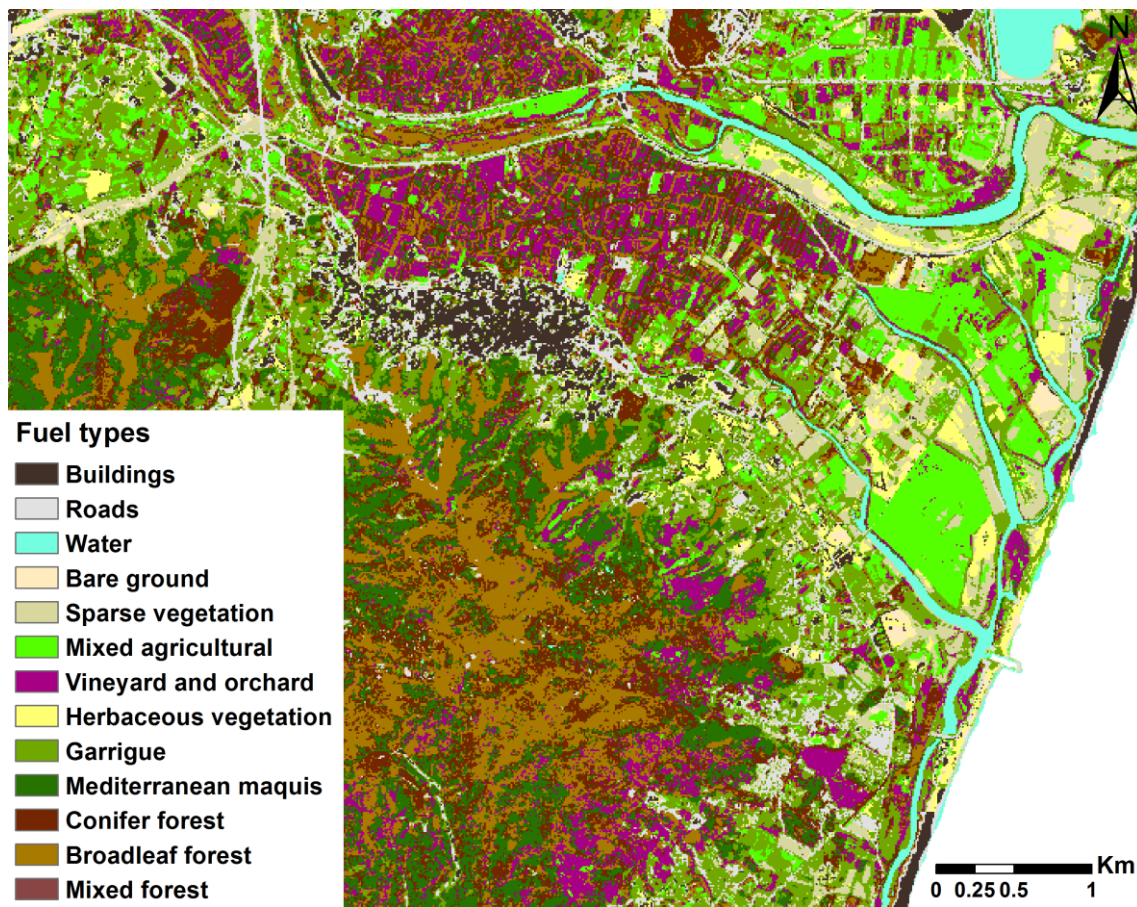 N
Fuel types
Buildings
Roads
Water
Bare ground
Sparse vegetation
Mixed agricultural
Vineyard and orchard
Herbaceous vegetation
Garrigue
Mediterranean maquis
Conifer forest
Broadleaf forest
Mixed forest
Km
0 0.25 0.5 1